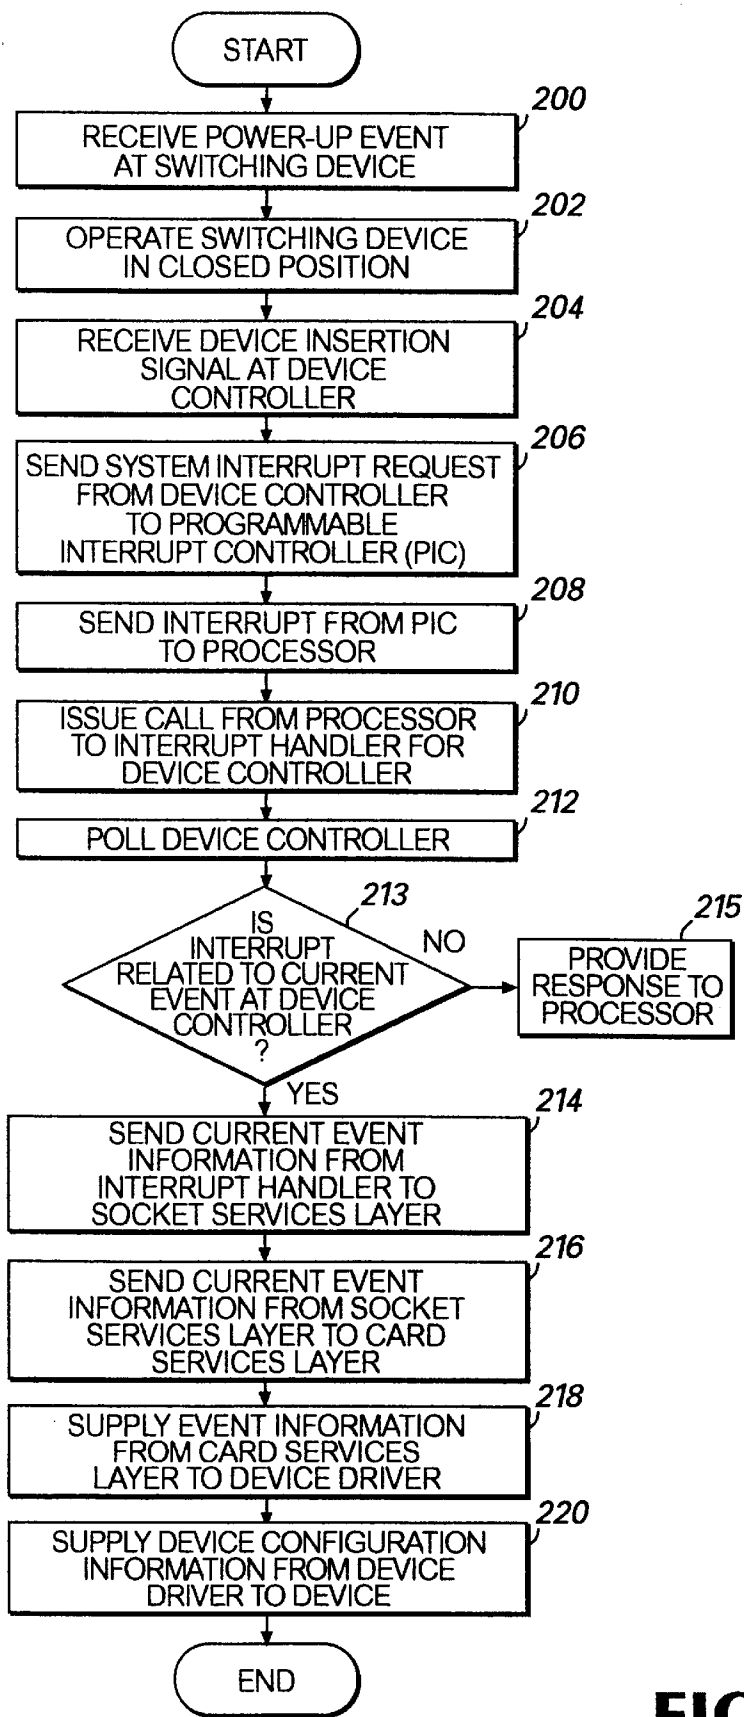 START
200
RECEIVE POWER-UP EVENT
AT SWITCHING DEVICE
202
OPERATE SWITCHING DEVICE
IN CLOSED POSITION
204
RECEIVE DEVICE INSERTION
SIGNAL AT DEVICE
CONTROLLER
206
SEND SYSTEM INTERRUPT REQUEST
FROM DEVICE CONTROLLER
TO PROGRAMMABLE
INTERRUPT CONTROLLER (PIC)
208
SEND INTERRUPT FROM PIC
TO PROCESSOR
210
ISSUE CALL FROM PROCESSOR
TO INTERRUPT HANDLER FOR
DEVICE CONTROLLER
212
POLL DEVICE CONTROLLER
213
IS
INTERRUPT
RELATED TO CURRENT
EVENT AT DEVICE
CONTROLLER
?
NO
215
PROVIDE
RESPONSE TO
PROCESSOR
YES
214
SEND CURRENT EVENT
INFORMATION FROM
INTERRUPT HANDLER TO
SOCKET SERVICES LAYER
216
SEND CURRENT EVENT
INFORMATION FROM SOCKET
SERVICES LAYER TO CARD
SERVICES LAYER
218
SUPPLY EVENT INFORMATION
FROM CARD SERVICES
LAYER TO DEVICE DRIVER
220
SUPPLY DEVICE CONFIGURATION
INFORMATION FROM DEVICE
DRIVER TO DEVICE
END